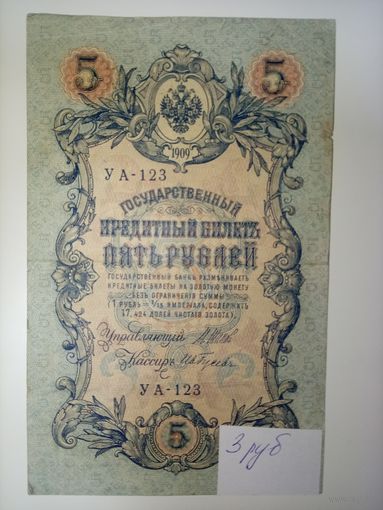 5 5
1909
УА-123
ГОСУДАРСТВЕННЫЙ
КРЕДИТНЫЙ БИЛЕТЪ
ПЯТЬ РУБЛЕЙ
ГОСУДАРСТВЕННЫЙ БАНКЪ РАЗМѢНИВАЕТЪ
КРЕДИТНЫЕ БИЛЕТЫ НА ЗОЛОТУЮ МОНЕТУ
БЕЗЪ ОГРАНИЧЕНІЯ СУММЫ
(1 РУБЛЬ = 1/15 ИМПЕРІАЛА, СОДЕРЖИТЪ
17,424 ДОЛЕЙ ЧИСТАГО ЗОЛОТА).
Управляющій
Кассиръ
УА-123
5
3 руб